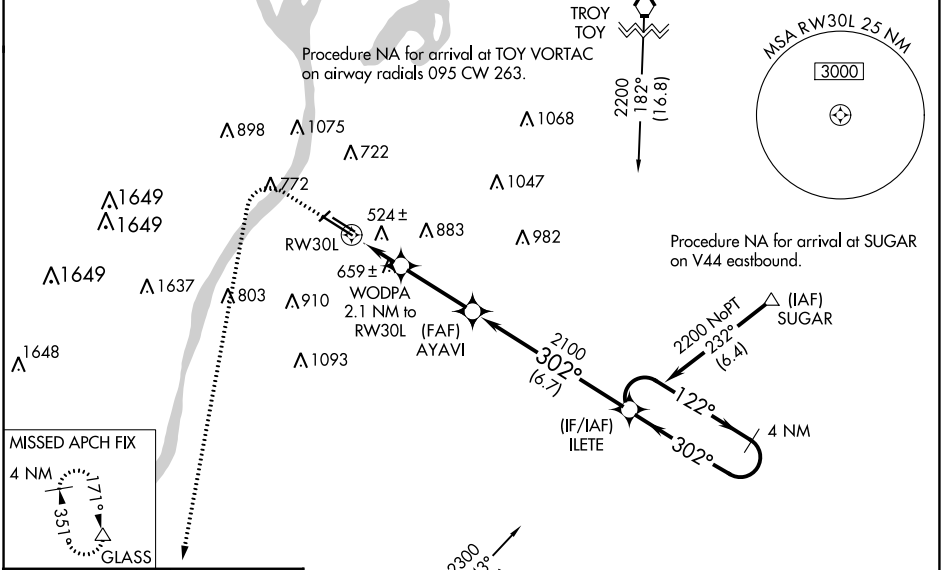 TROY
TOY
Procedure NA for arrival at TOY VORTAC
on airway radials 095 CW 263.
2200
182°
(16.8)
MSA RW30L 25 NM
3000
898
1075
1068
722
772
1047
1649
1649
524±
883
982
RW30L
Procedure NA for arrival at SUGAR
on V44 eastbound.
1649
1637
803
910
659±
WODPA
2.1 NM to
RW30L
(FAF)
AYAVI
(IAF)
SUGAR
2200 NoPT
232°
(6.4)
1648
1093
2100
302°
(6.7)
122°
(IF/IAF)
ILETE
302°
4 NM
MISSED APCH FIX
4 NM
171°
351°
GLASS
2300